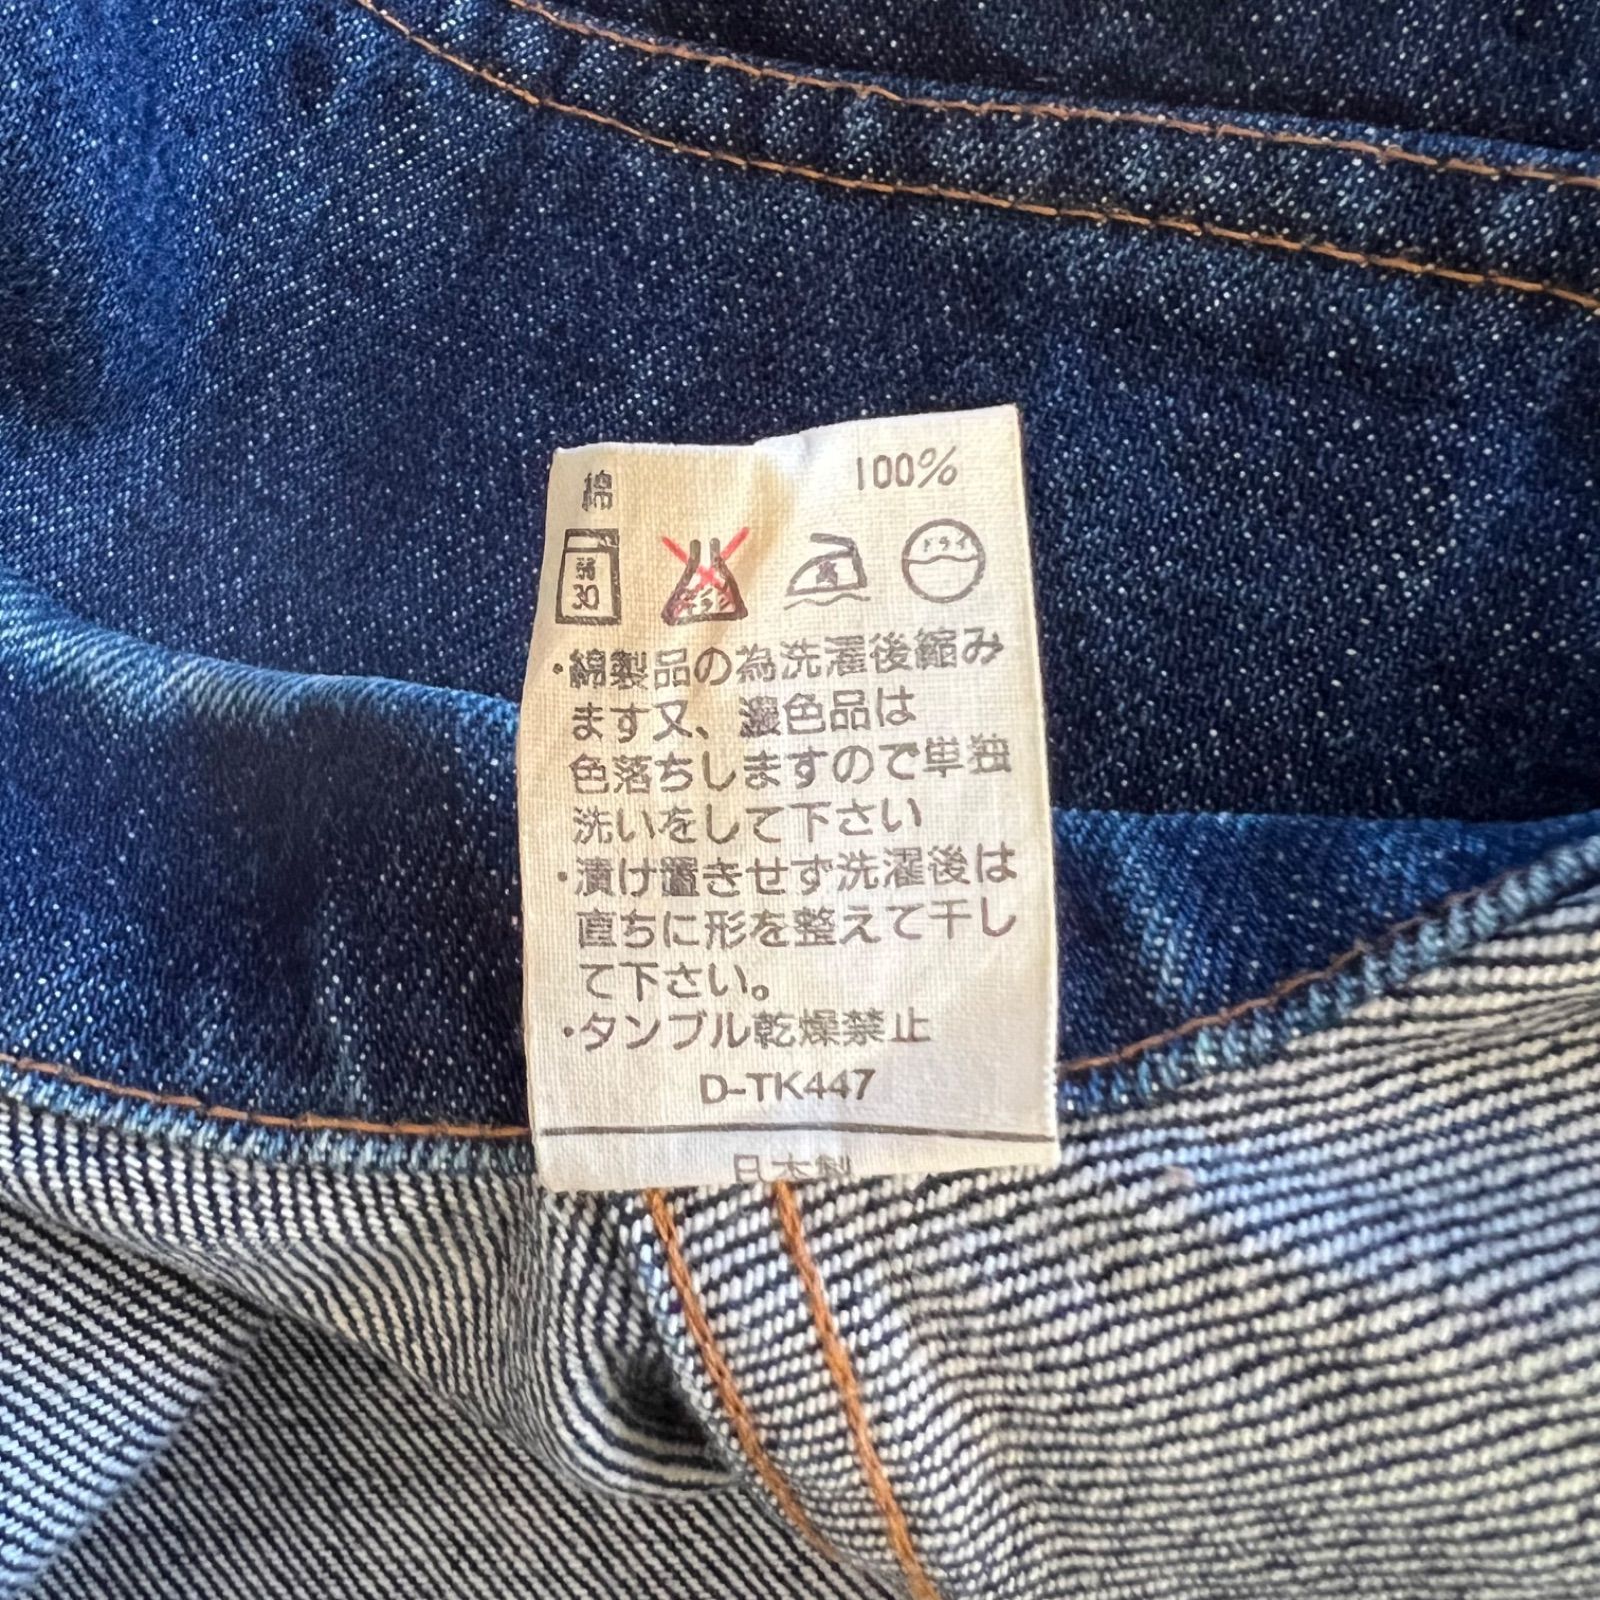 綿 100%
30
エンソ
ドライ
・綿製品の為洗濯後縮み
ます又、濃色品は
色落ちしますので単独
洗いをして下さい
・漬け置きせず洗濯後は
直ちに形を整えて干し
て下さい。
・タンブル乾燥禁止
D-TK447
日本製